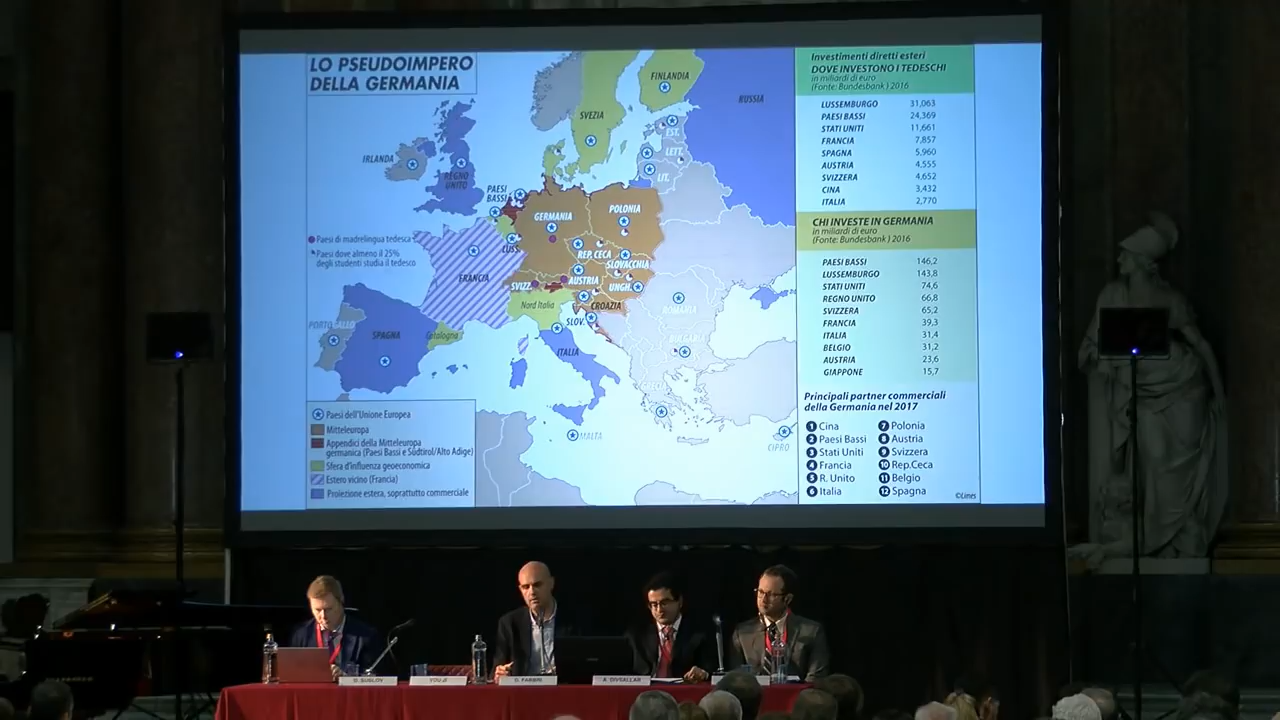 LO PSEUDOIMPERO
DELLA GERMANIA
FINLANDIA
RUSSIA
SVEZIA
EST.
LETT.
LIT.
IRLANDA
REGNO
UNITO
PAESI
BASSI
GERMANIA
POLONIA
LUSS.
REP. CECA
SLOVACCHIA
AUSTRIA
SVIZZ.
UNGH.
FRANCIA
Nord Italia
SLOV.
CROAZIA
ROMANIA
PORTOGALLO
SPAGNA
Catalogna
ITALIA
BULGARIA
GRECIA
MALTA
CIPRO
Paesi di madrelingua tedesca
Paesi dove almeno il 25%
degli studenti studia il tedesco
Paesi dell'Unione Europea
Mitteleuropa
Appendici della Mitteleuropa
germanica (Paesi Bassi e Südtirol/Alto Adige)
Sfera d'influenza geoeconomica
Estero vicino (Francia)
Proiezione estera, soprattutto commerciale
Investimenti diretti esteri
DOVE INVESTONO I TEDESCHI
in miliardi di euro
(Fonte: Bundesbank) 2016
LUSSEMBURGO 31,063
PAESI BASSI 24,369
STATI UNITI 11,661
FRANCIA 7,857
SPAGNA 5,960
AUSTRIA 4,555
SVIZZERA 4,652
CINA 3,432
ITALIA 2,770
CHI INVESTE IN GERMANIA
in miliardi di euro
(Fonte: Bundesbank) 2016
PAESI BASSI 146,2
LUSSEMBURGO 143,8
STATI UNITI 74,6
REGNO UNITO 66,8
SVIZZERA 65,2
FRANCIA 39,3
ITALIA 31,4
BELGIO 31,2
AUSTRIA 23,6
GIAPPONE 15,7
Principali partner commerciali
della Germania nel 2017
1 Cina
2 Paesi Bassi
3 Stati Uniti
4 Francia
5 R. Unito
6 Italia
7 Polonia
8 Austria
9 Svizzera
10 Rep.Ceca
11 Belgio
12 Spagna
©Limes
D. SUSLOV
YOU JI
D. FABBRI